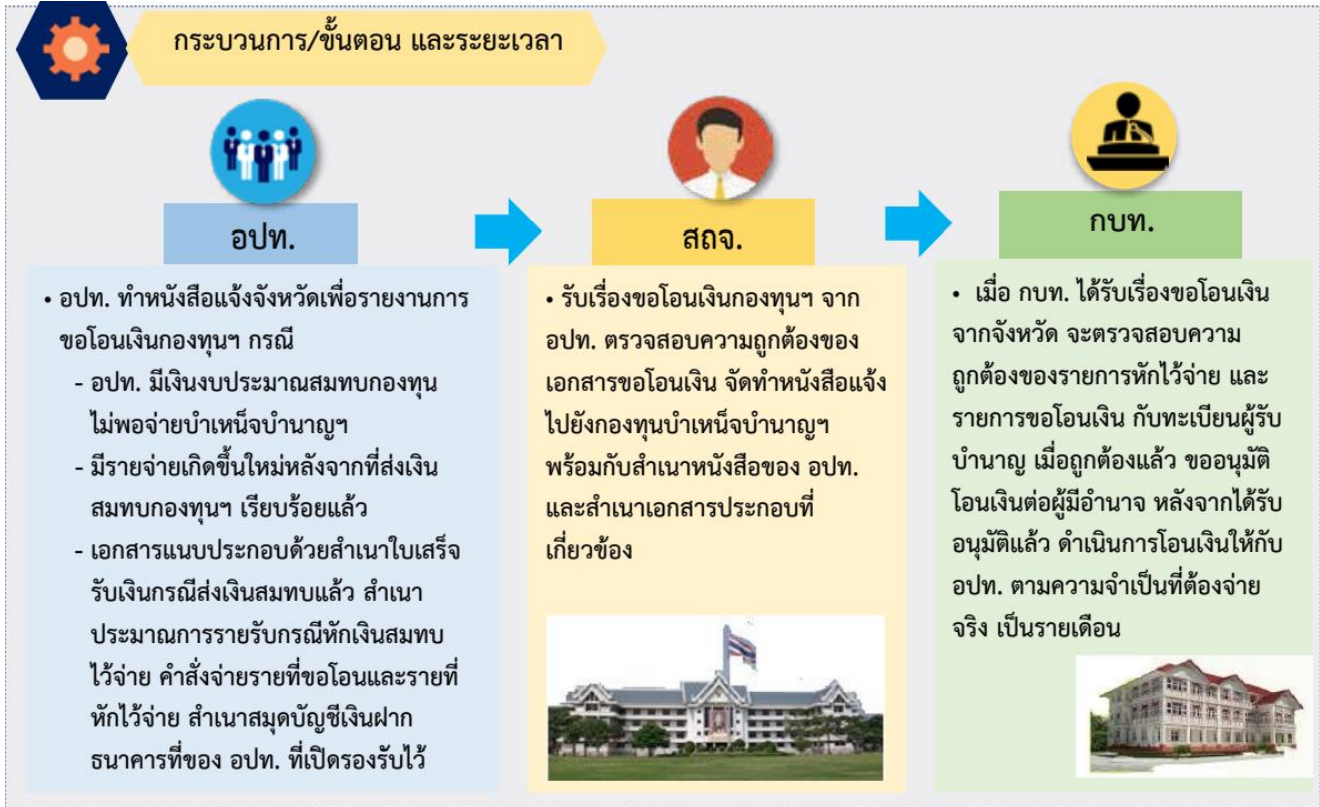 กระบวนการ/ขั้นตอน และระยะเวลา
อปท.
• อปท. ทำหนังสือแจ้งจังหวัดเพื่อรายงานการ
ขอโอนเงินกองทุนฯ กรณี
- อปท. มีเงินงบประมาณสมทบกองทุน
ไม่พอจ่ายบำเหน็จบำนาญฯ
- มีรายจ่ายเกิดขึ้นใหม่หลังจากที่ส่งเงิน
สมทบกองทุนฯ เรียบร้อยแล้ว
- เอกสารแนบประกอบด้วยสำเนาใบเสร็จ
รับเงินกรณีส่งเงินสมทบแล้ว สำเนา
ประมาณการรายรับกรณีหักเงินสมทบ
ไว้จ่าย คำสั่งจ่ายรายที่ขอโอนและรายที่
หักไว้จ่าย สำเนาสมุดบัญชีเงินฝาก
ธนาคารที่ของ อปท. ที่เปิดรองรับไว้
สถจ.
• รับเรื่องขอโอนเงินกองทุนฯ จาก
อปท. ตรวจสอบความถูกต้องของ
เอกสารขอโอนเงิน จัดทำหนังสือแจ้ง
ไปยังกองทุนบำเหน็จบำนาญฯ
พร้อมกับสำเนาหนังสือของ อปท.
และสำเนาเอกสารประกอบที่
เกี่ยวข้อง
กบท.
• เมื่อ กบท. ได้รับเรื่องขอโอนเงิน
จากจังหวัด จะตรวจสอบความ
ถูกต้องของรายการหักไว้จ่าย และ
รายการขอโอนเงิน กับทะเบียนผู้รับ
บำนาญ เมื่อถูกต้องแล้ว ขออนุมัติ
โอนเงินต่อผู้มีอำนาจ หลังจากได้รับ
อนุมัติแล้ว ดำเนินการโอนเงินให้กับ
อปท. ตามความจำเป็นที่ต้องจ่าย
จริง เป็นรายเดือน